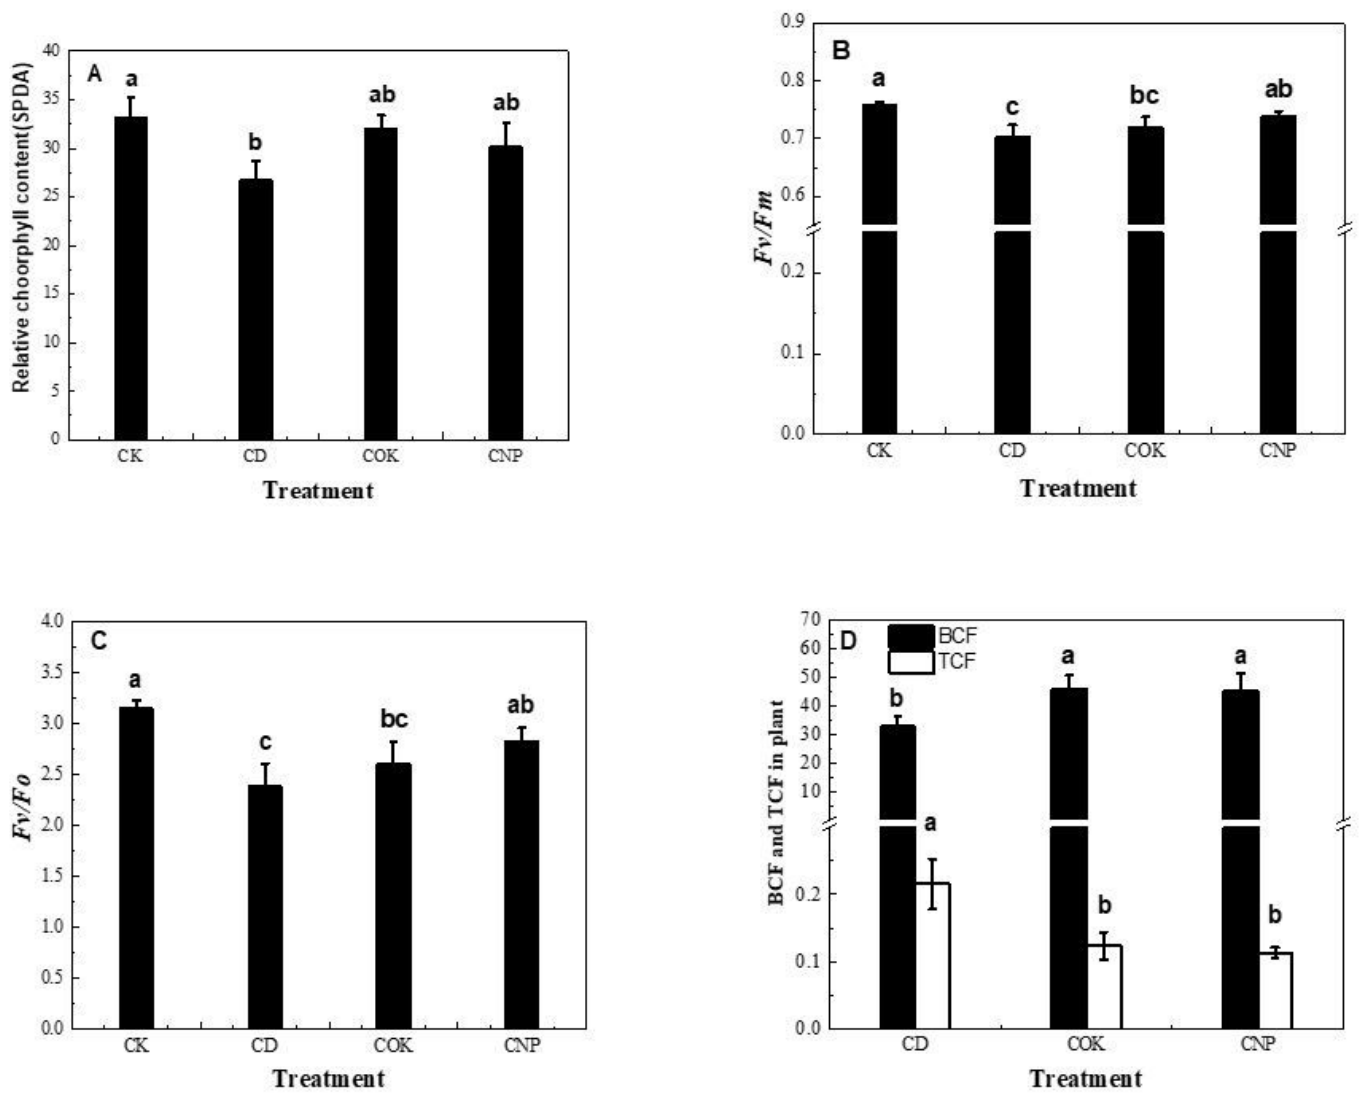 A
Relative choorphyll content(SPDA)
40
35
30
25
20
15
10
5
0
a
b
ab
ab
CK
CD
COK
CNP
Treatment
B
Fv/Fm
0.9
0.8
0.7
0.6
0.2
0.1
0.0
a
c
bc
ab
CK
CD
COK
CNP
Treatment
C
Fv/Fo
4.0
3.5
3.0
2.5
2.0
1.5
1.0
0.5
0.0
a
c
bc
ab
CK
CD
COK
CNP
Treatment
D
BCF
TCF
BCF and TCF in plant
70
60
50
40
30
20
10
0.2
0.1
0.0
b
a
a
b
a
b
CD
COK
CNP
Treatment